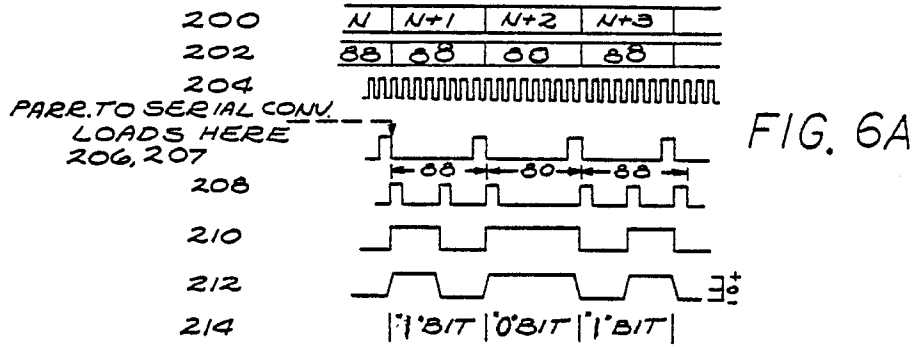 200 N N+1 N+2 N+3
202 88 88 80 88
204
PARR. TO SERIAL CONV.
LOADS HERE
206, 207
FIG. 6A
88 80 88
208
210
212 + 0 -
214 "1" BIT "0" BIT "1" BIT